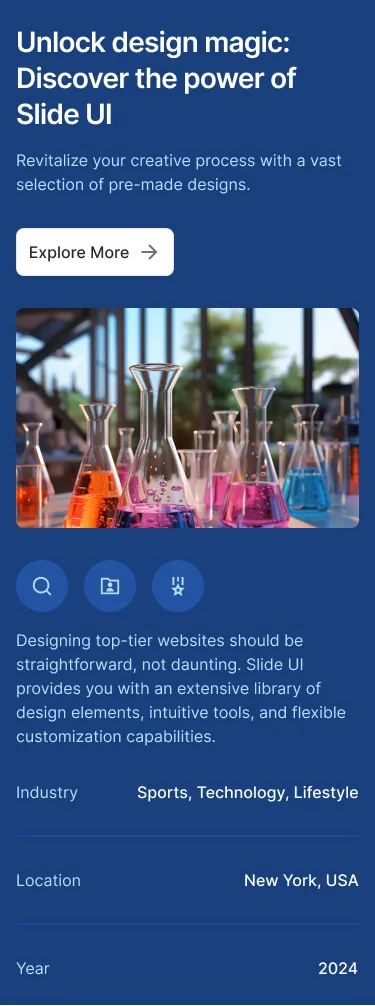 Unlock design magic:
Discover the power of
Slide UI
Revitalize your creative process with a vast
selection of pre-made designs.
Explore More
Designing top-tier websites should be
straightforward, not daunting. Slide UI
provides you with an extensive library of
design elements, intuitive tools, and flexible
customization capabilities.
Industry Sports, Technology, Lifestyle
Location New York, USA
Year 2024